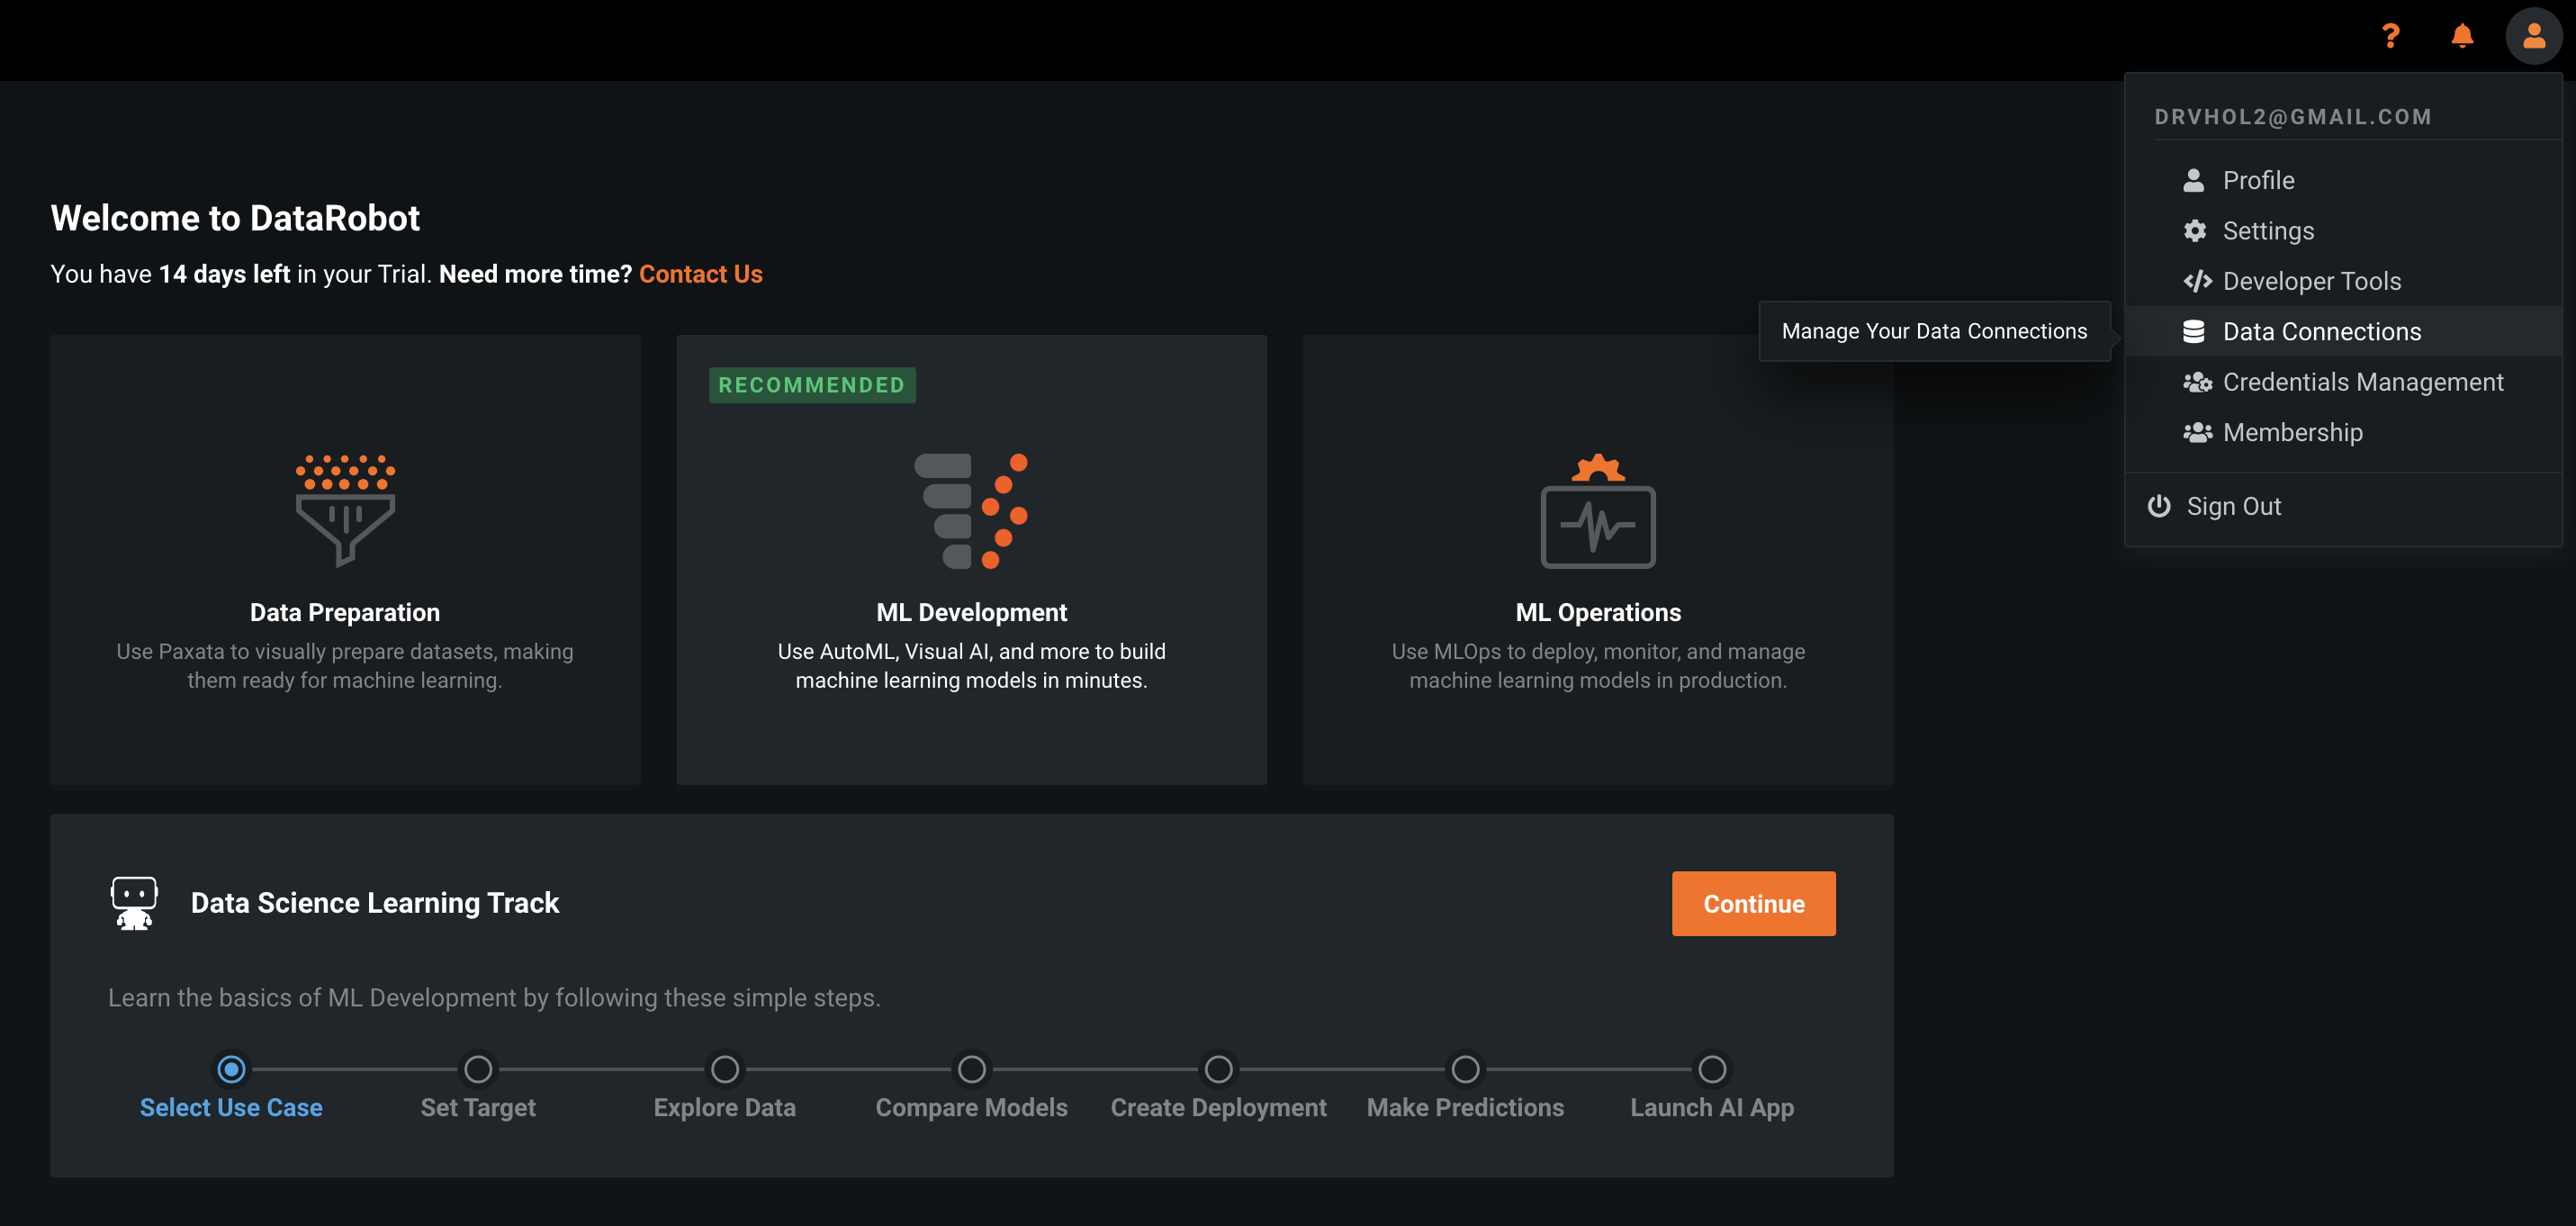 DRVHOL2@GMAIL.COM
Profile
Settings
Developer Tools
Manage Your Data Connections
Data Connections
Credentials Management
Membership
Sign Out
Welcome to DataRobot
You have 14 days left in your Trial. Need more time? Contact Us
RECOMMENDED
Data Preparation
Use Paxata to visually prepare datasets, making
them ready for machine learning.
ML Development
Use AutoML, Visual AI, and more to build
machine learning models in minutes.
ML Operations
Use MLOps to deploy, monitor, and manage
machine learning models in production.
Data Science Learning Track
Continue
Learn the basics of ML Development by following these simple steps.
Select Use Case
Set Target
Explore Data
Compare Models
Create Deployment
Make Predictions
Launch AI App